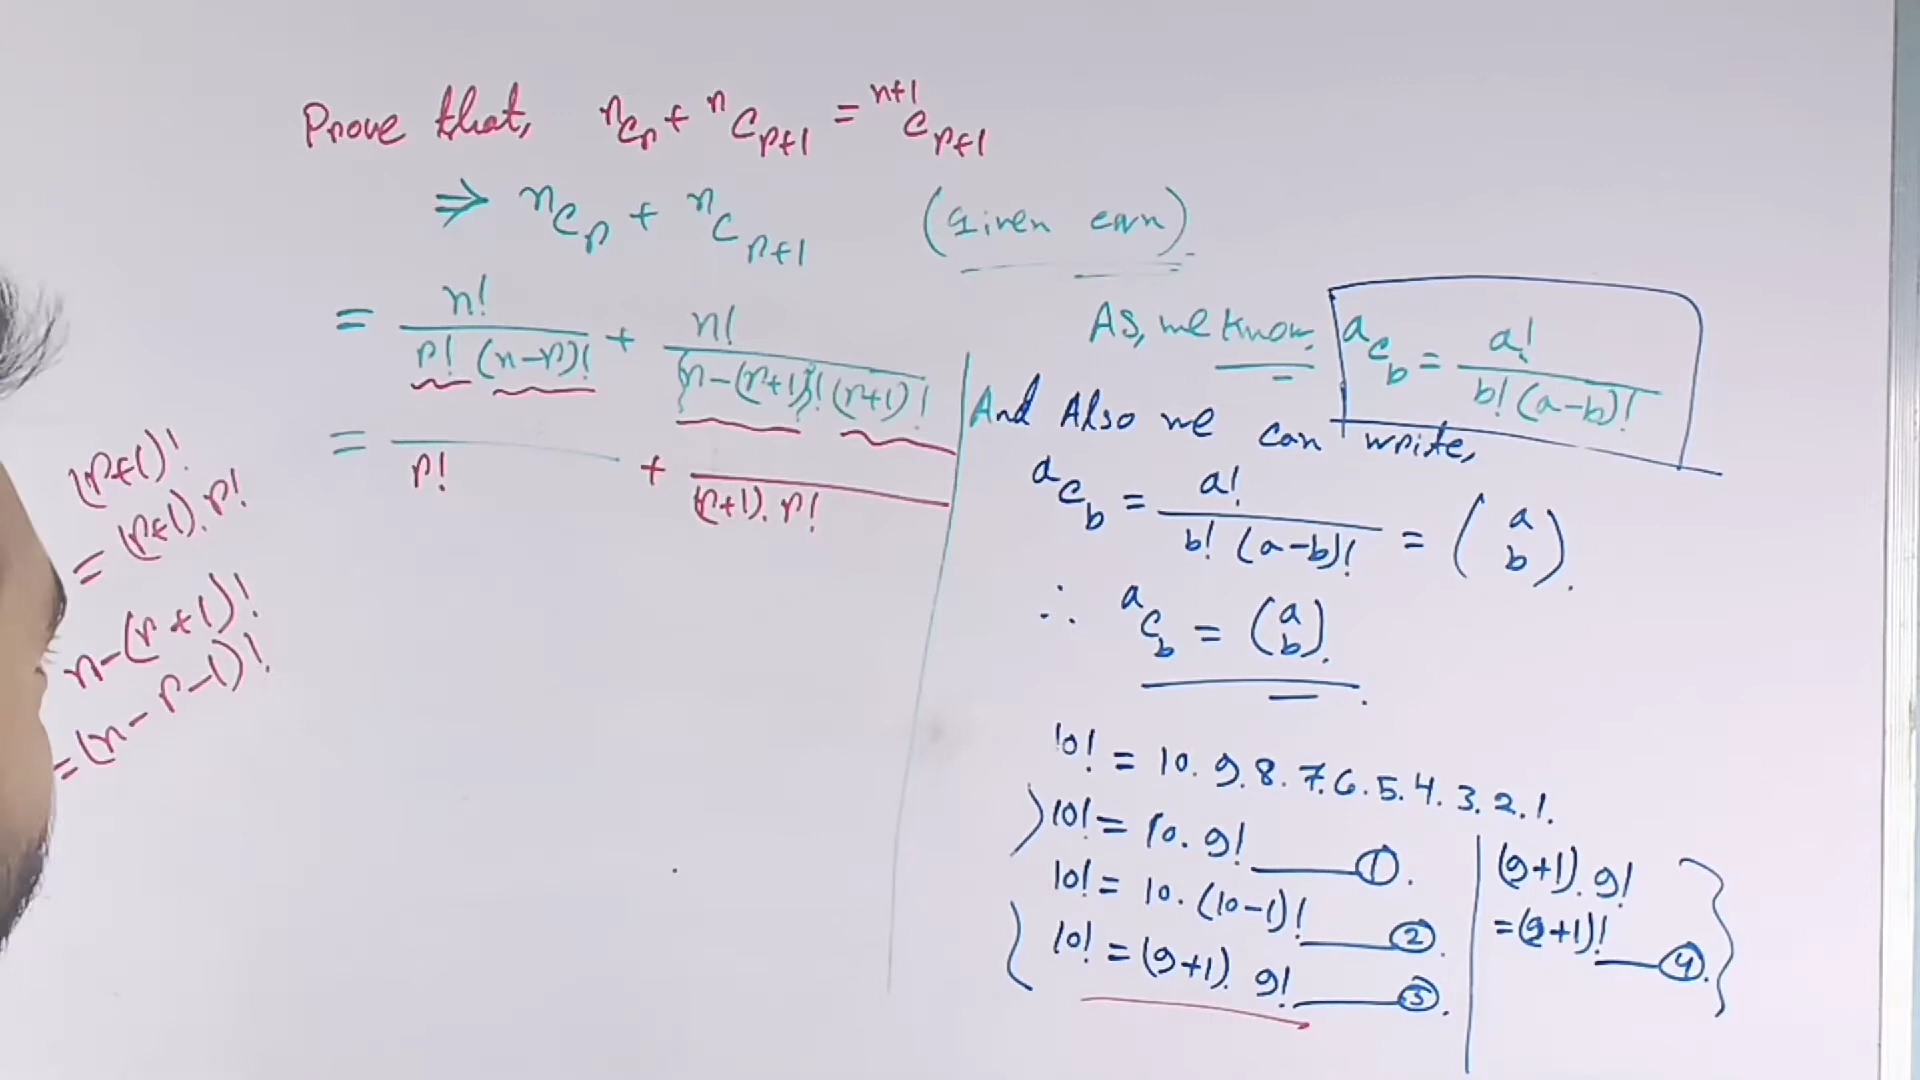 Prove that, ⁿCᵣ + ⁿCᵣ₊₁ = ⁿ⁺¹Cᵣ₊₁
⇒ ⁿCᵣ + ⁿCᵣ₊₁ (Given eqn).
= n!/(r! (n-r)!) + n!/({n-(r+1)}! (r+1)!)
= /(r!) + /((r+1). r!)
(r+1)!
= (r+1). r!
n-(r+1)!
= (n-r-1)!
As, we know, ᵃC_b = a!/(b! (a-b)!)
And Also we can write,
ᵃC_b = a!/(b! (a-b)!) = (a b).
∴ ᵃC_b = (a b).
10! = 10. 9. 8. 7. 6. 5. 4. 3. 2. 1.
10! = 10. 9! ①.
10! = 10. (10-1)! ②.
10! = (9+1). 9! ③.
(9+1). 9!
= (9+1)! ④.